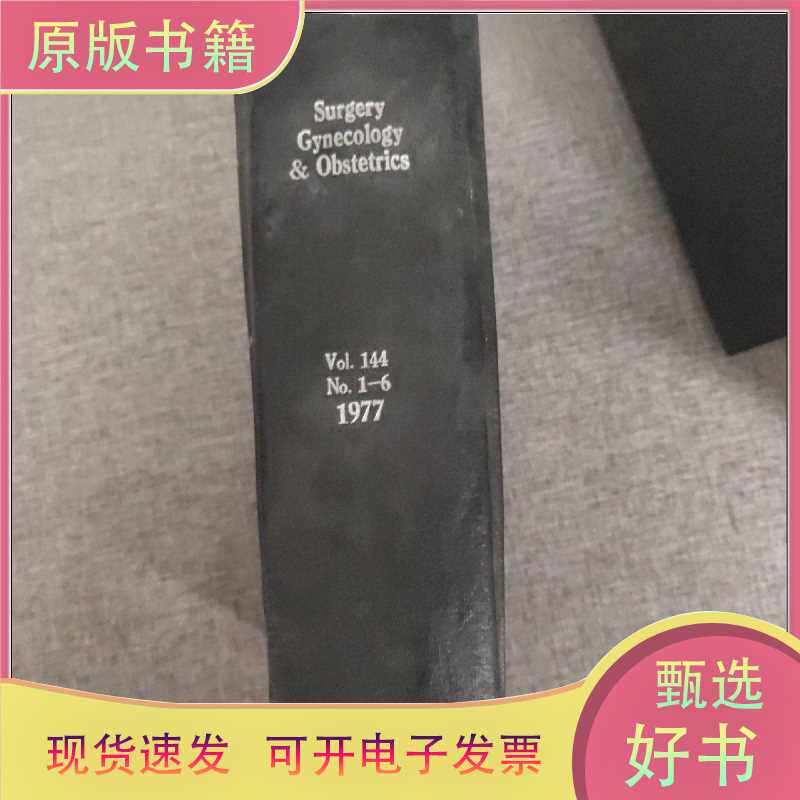 原版书籍
Surgery
Gynecology
& Obstetrics
Vol. 144
No. 1-6
1977
甄选
好书
现货速发 可开电子发票